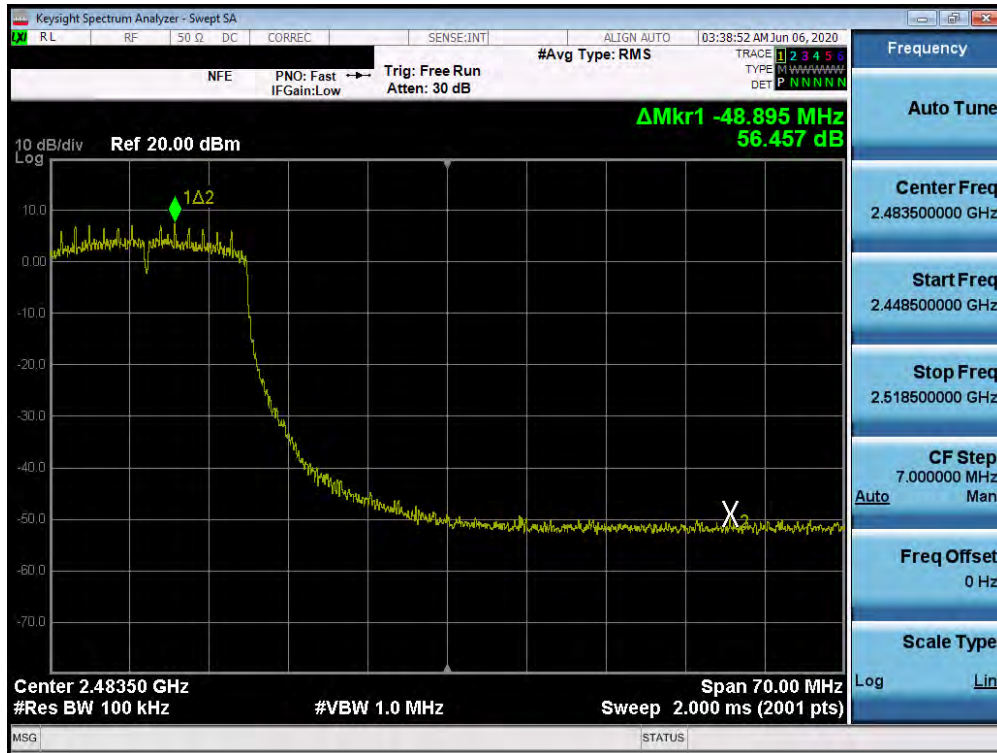 Keysight Spectrum Analyzer - Swept SA
LXI RL RF 50 Ω DC CORREC SENSE:INT ALIGN AUTO 03:38:52 AM Jun 06, 2020
Frequency
#Avg Type: RMS TRACE 1 2 3 4 5 6
NFE PNO: Fast Trig: Free Run TYPE M WWWWW
IFGain:Low Atten: 30 dB DET P N N N N N
Auto Tune
ΔMkr1 -48.895 MHz
56.457 dB
10 dB/div Ref 20.00 dBm
Log
1Δ2
10.0
0.00
-10.0
-20.0
-30.0
-40.0
-50.0
-60.0
-70.0
X2
Center Freq
2.483500000 GHz
Start Freq
2.448500000 GHz
Stop Freq
2.518500000 GHz
CF Step
7.000000 MHz
Auto Man
Freq Offset
0 Hz
Scale Type
Log Lin
Center 2.48350 GHz Span 70.00 MHz
#Res BW 100 kHz #VBW 1.0 MHz Sweep 2.000 ms (2001 pts)
MSG STATUS